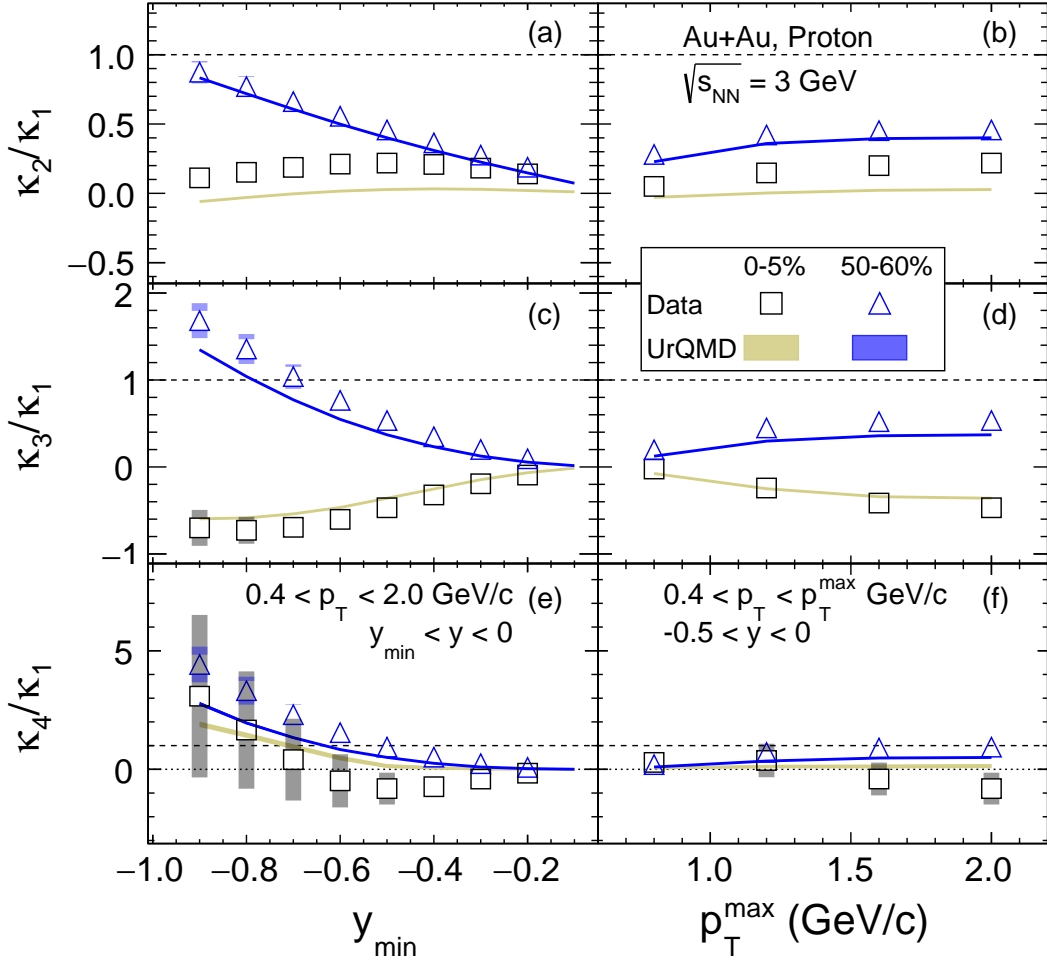 (a)
1.0
0.5
0.0
−0.5
κ2/κ1
Au+Au, Proton (b)
√sNN = 3 GeV
0-5% 50-60%
Data
UrQMD
(c)
2
1
0
−1
κ3/κ1
(d)
0.4 < pT < 2.0 GeV/c (e)
ymin < y < 0
5
0
κ4/κ1
0.4 < pT < pTmax GeV/c (f)
-0.5 < y < 0
−1.0 −0.8 −0.6 −0.4 −0.2
ymin
1.0 1.5 2.0
pTmax (GeV/c)